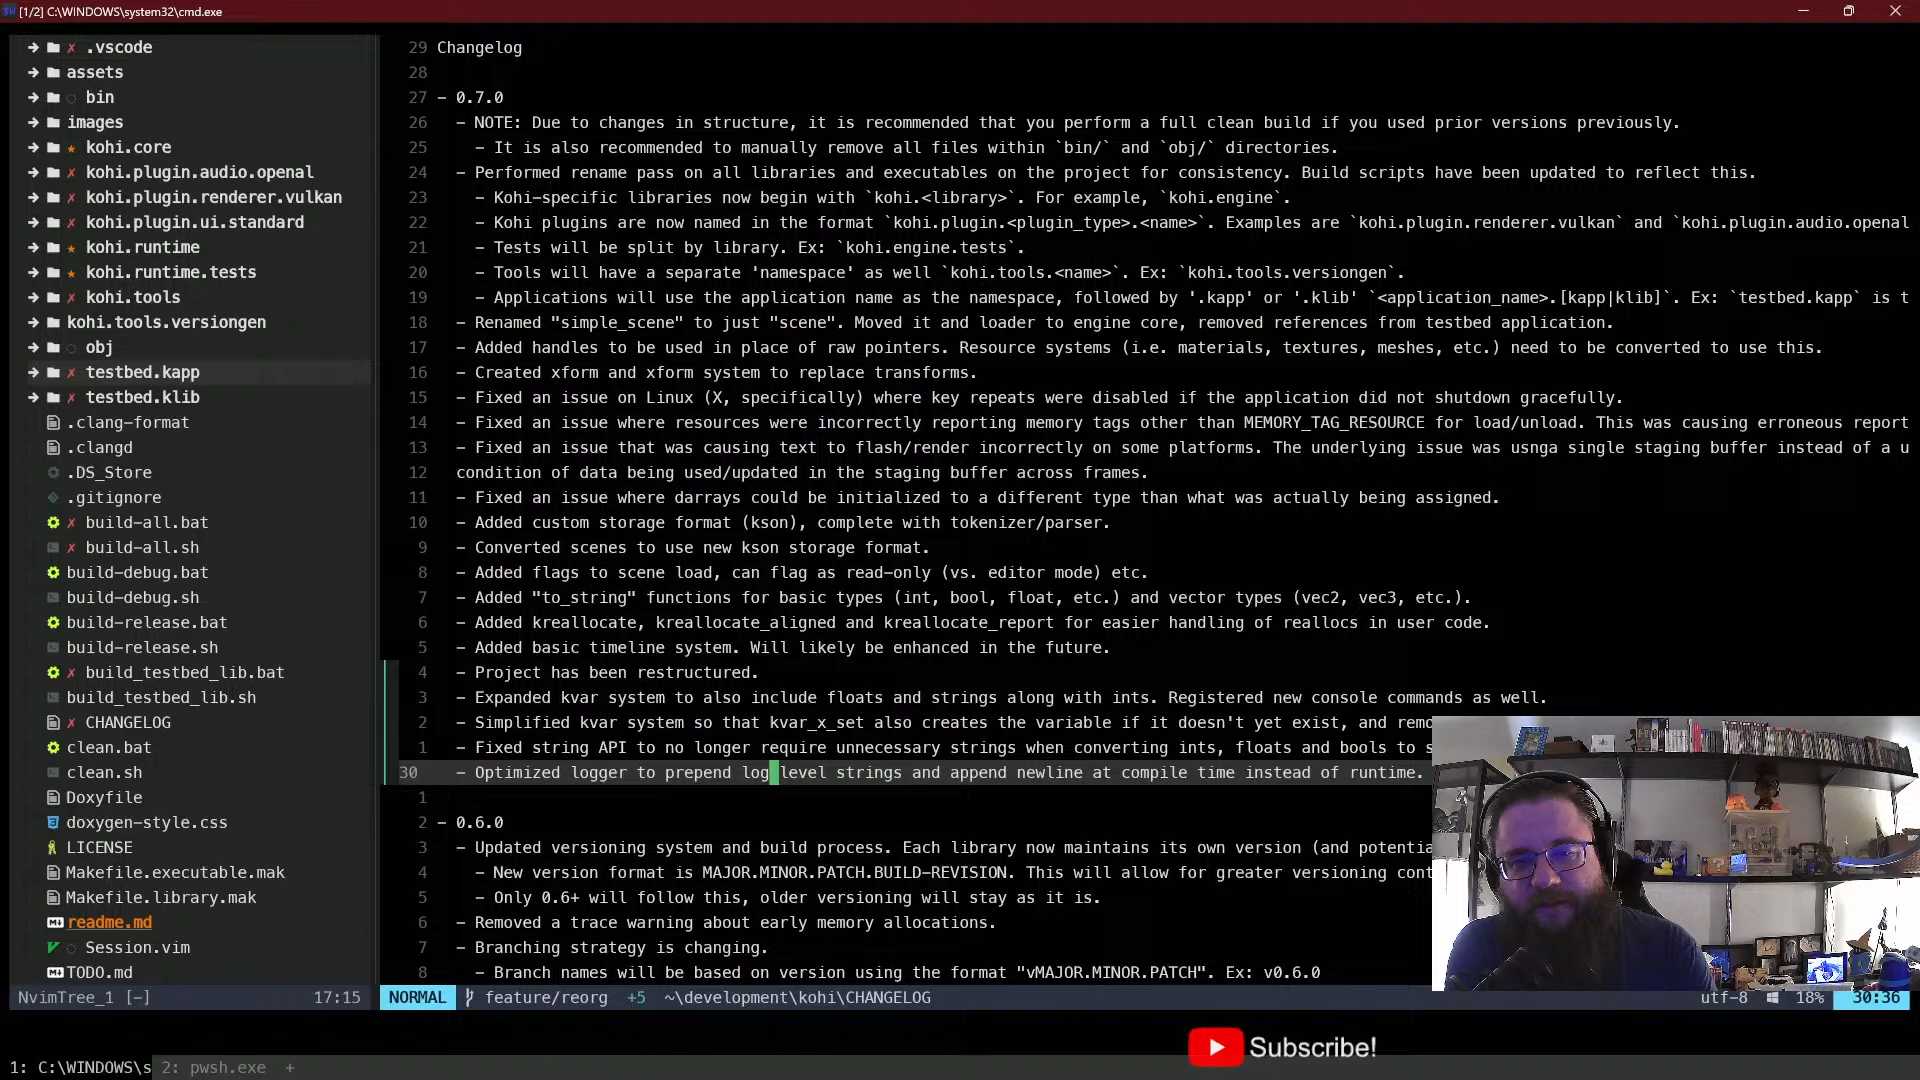 [1/2] C:\WINDOWS\system32\cmd.exe
→ ✗ .vscode
→ assets
→ bin
→ images
→ kohi.core
→ ✗ kohi.plugin.audio.openal
→ ✗ kohi.plugin.renderer.vulkan
→ ✗ kohi.plugin.ui.standard
→ kohi.runtime
→ kohi.runtime.tests
→ ✗ kohi.tools
→ kohi.tools.versiongen
→ obj
→ ✗ testbed.kapp
→ ✗ testbed.klib
.clang-format
.clangd
.DS_Store
.gitignore
✗ build-all.bat
✗ build-all.sh
build-debug.bat
build-debug.sh
build-release.bat
build-release.sh
✗ build_testbed_lib.bat
build_testbed_lib.sh
✗ CHANGELOG
clean.bat
clean.sh
Doxyfile
doxygen-style.css
LICENSE
Makefile.executable.mak
Makefile.library.mak
readme.md
Session.vim
TODO.md
NvimTree_1 [-] 17:15
29 Changelog
28
27 - 0.7.0
26 - NOTE: Due to changes in structure, it is recommended that you perform a full clean build if you used prior versions previously.
25 - It is also recommended to manually remove all files within `bin/` and `obj/` directories.
24 - Performed rename pass on all libraries and executables on the project for consistency. Build scripts have been updated to reflect this.
23 - Kohi-specific libraries now begin with `kohi.<library>`. For example, `kohi.engine`.
22 - Kohi plugins are now named in the format `kohi.plugin.<plugin_type>.<name>`. Examples are `kohi.plugin.renderer.vulkan` and `kohi.plugin.audio.openal
21 - Tests will be split by library. Ex: `kohi.engine.tests`.
20 - Tools will have a separate 'namespace' as well `kohi.tools.<name>`. Ex: `kohi.tools.versiongen`.
19 - Applications will use the application name as the namespace, followed by '.kapp' or '.klib' `<application_name>.[kapp|klib]`. Ex: `testbed.kapp` is t
18 - Renamed "simple_scene" to just "scene". Moved it and loader to engine core, removed references from testbed application.
17 - Added handles to be used in place of raw pointers. Resource systems (i.e. materials, textures, meshes, etc.) need to be converted to use this.
16 - Created xform and xform system to replace transforms.
15 - Fixed an issue on Linux (X, specifically) where key repeats were disabled if the application did not shutdown gracefully.
14 - Fixed an issue where resources were incorrectly reporting memory tags other than MEMORY_TAG_RESOURCE for load/unload. This was causing erroneous report
13 - Fixed an issue that was causing text to flash/render incorrectly on some platforms. The underlying issue was usnga single staging buffer instead of a u
12 condition of data being used/updated in the staging buffer across frames.
11 - Fixed an issue where darrays could be initialized to a different type than what was actually being assigned.
10 - Added custom storage format (kson), complete with tokenizer/parser.
9 - Converted scenes to use new kson storage format.
8 - Added flags to scene load, can flag as read-only (vs. editor mode) etc.
7 - Added "to_string" functions for basic types (int, bool, float, etc.) and vector types (vec2, vec3, etc.).
6 - Added kreallocate, kreallocate_aligned and kreallocate_report for easier handling of reallocs in user code.
5 - Added basic timeline system. Will likely be enhanced in the future.
4 - Project has been restructured.
3 - Expanded kvar system to also include floats and strings along with ints. Registered new console commands as well.
2 - Simplified kvar system so that kvar_x_set also creates the variable if it doesn't yet exist, and remo
1 - Fixed string API to no longer require unnecessary strings when converting ints, floats and bools to s
30 - Optimized logger to prepend log level strings and append newline at compile time instead of runtime.
1
2 - 0.6.0
3 - Updated versioning system and build process. Each library now maintains its own version (and potentia
4 - New version format is MAJOR.MINOR.PATCH.BUILD-REVISION. This will allow for greater versioning cont
5 - Only 0.6+ will follow this, older versioning will stay as it is.
6 - Removed a trace warning about early memory allocations.
7 - Branching strategy is changing.
8 - Branch names will be based on version using the format "vMAJOR.MINOR.PATCH". Ex: v0.6.0
NORMAL feature/reorg +5 ~\development\kohi\CHANGELOG utf-8 18% 30:36
Subscribe!
1: C:\WINDOWS\s 2: pwsh.exe +